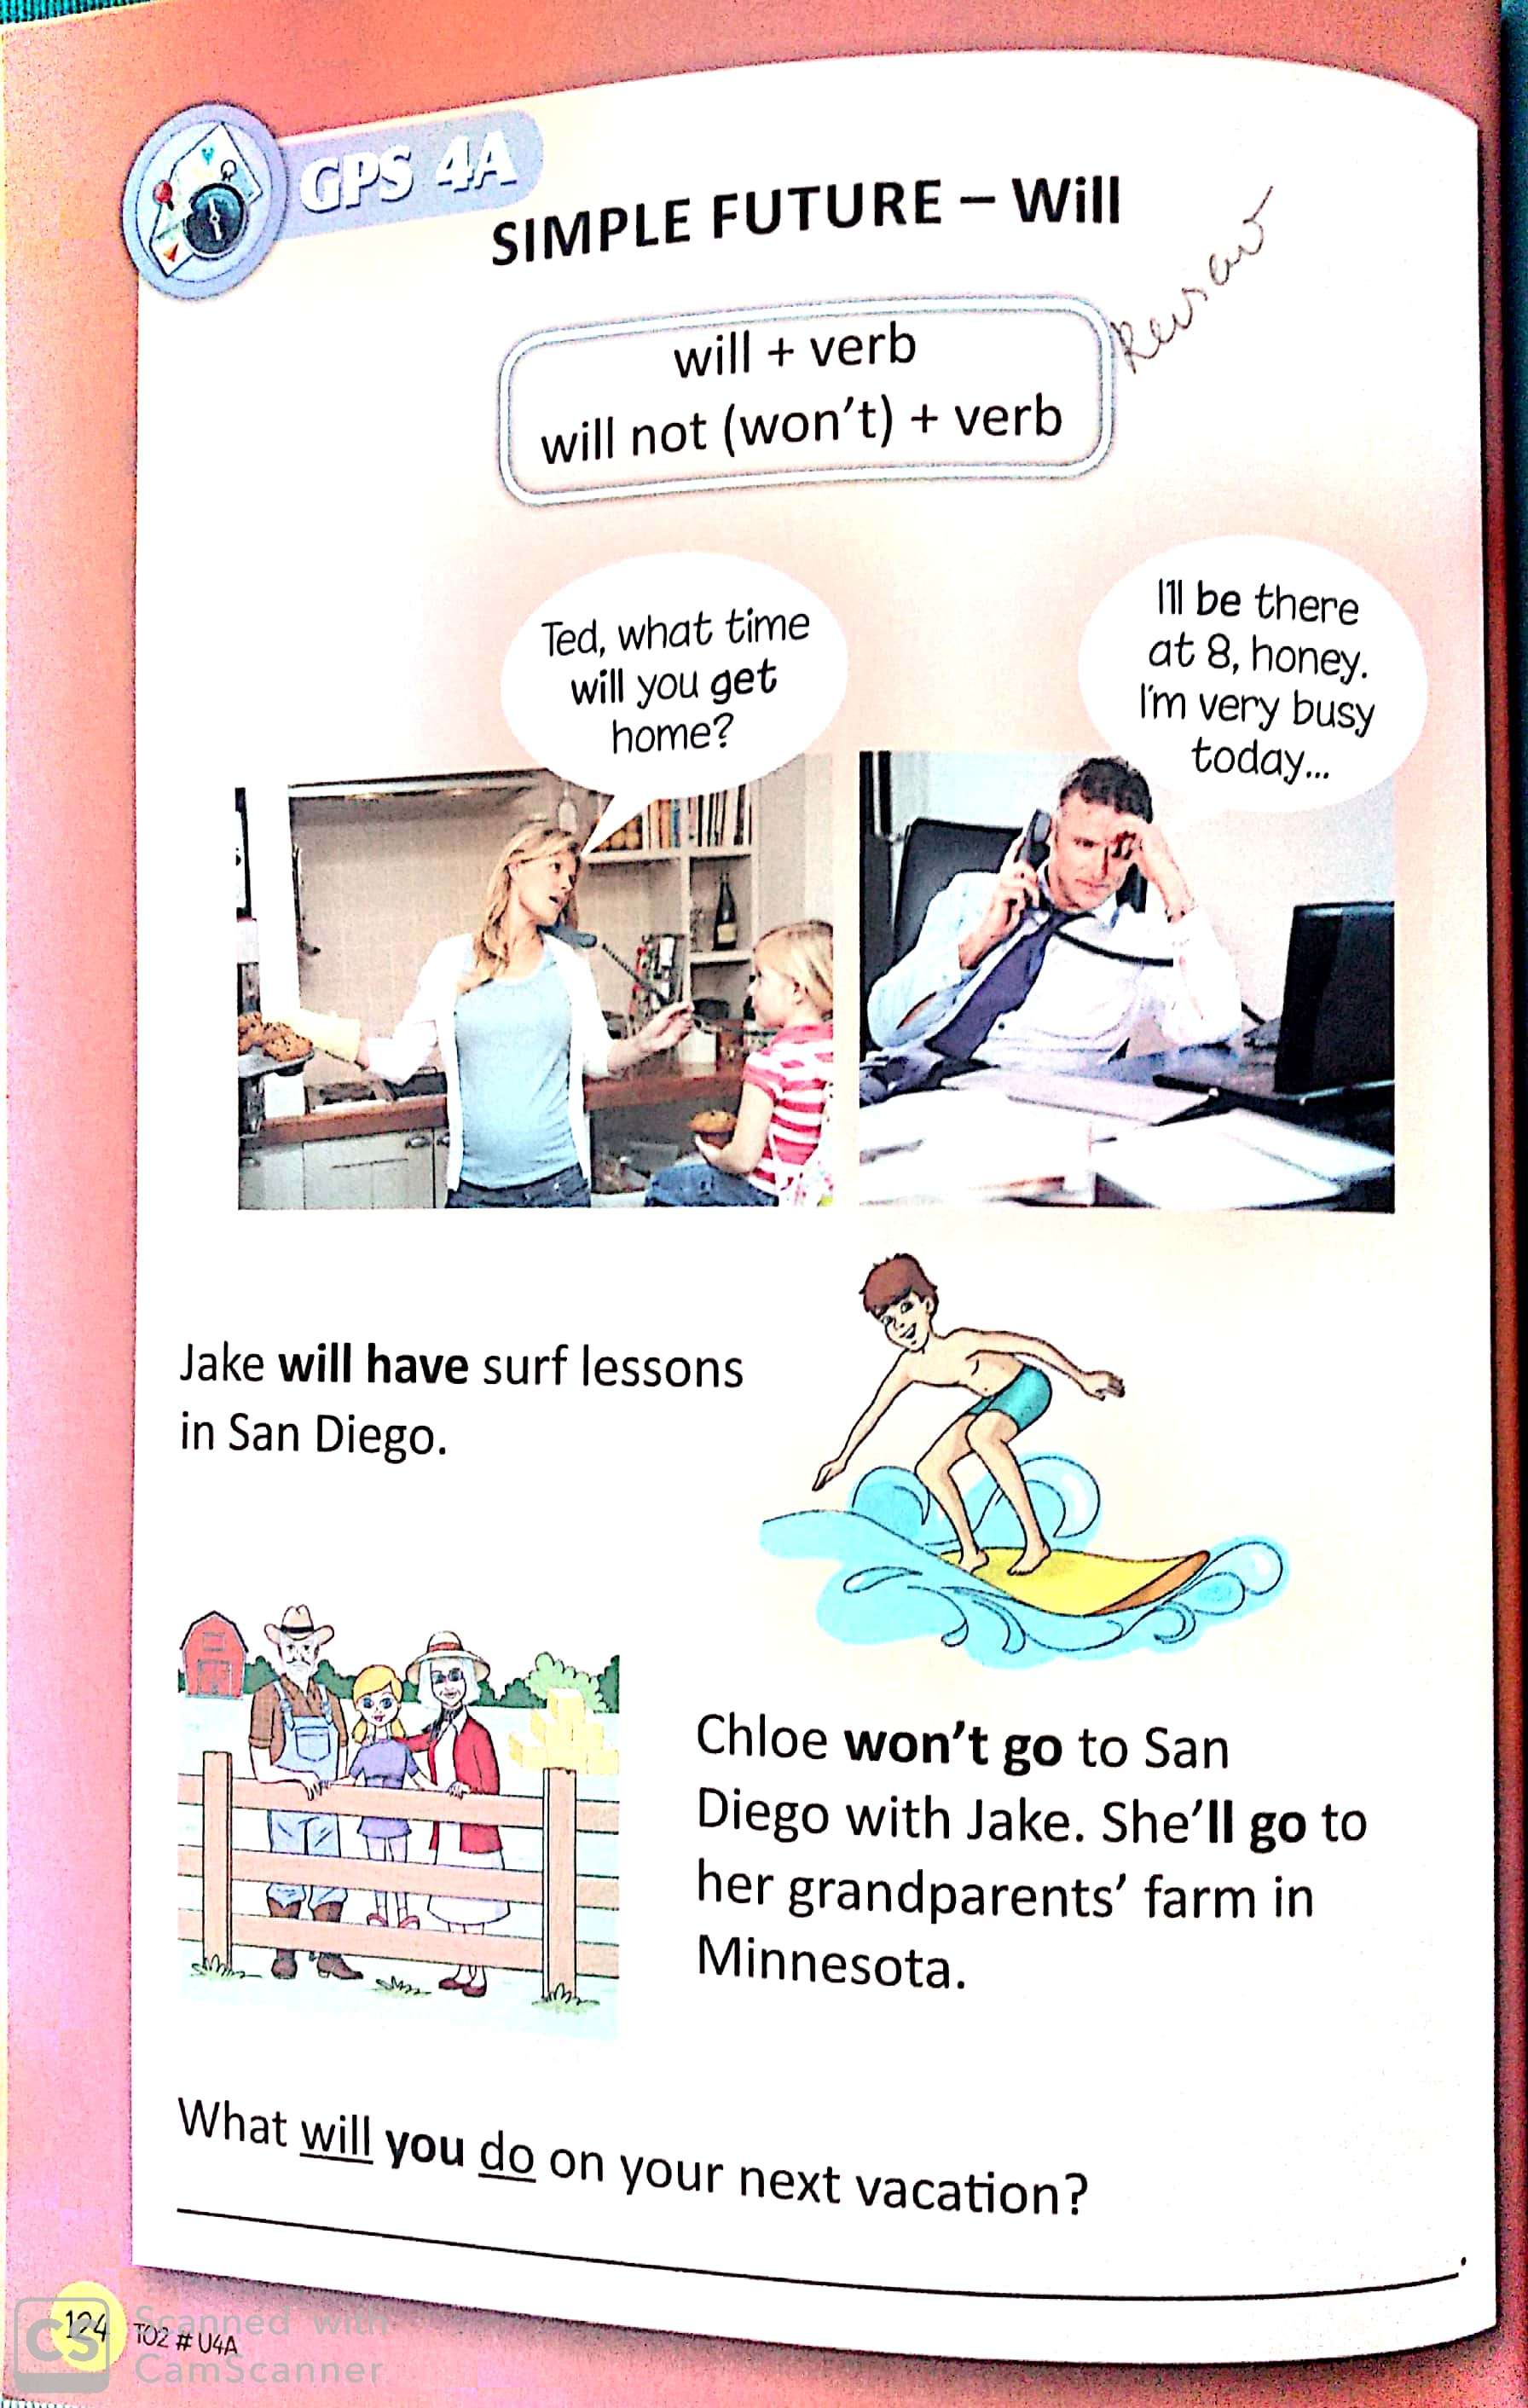 GPS 4A
SIMPLE FUTURE – Will
will + verb
will not (won't) + verb
Ted, what time
will you get
home?
I'll be there
at 8, honey.
I'm very busy
today...
Jake will have surf lessons
in San Diego.
Chloe won't go to San
Diego with Jake. She'll go to
her grandparents' farm in
Minnesota.
What will you do on your next vacation?
124
TO2 # U4A
CS
Scanned with
CamScanner